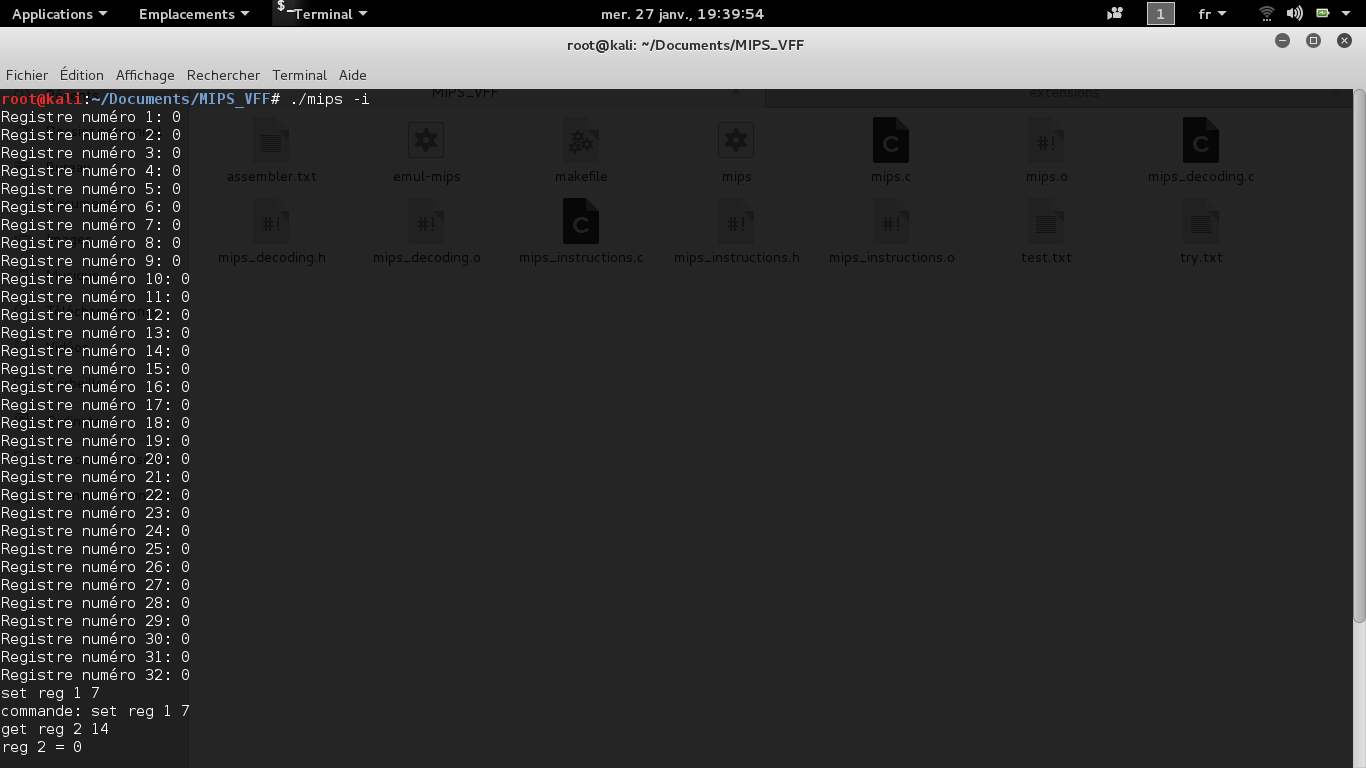 Applications Emplacements Terminal mer. 27 janv., 19:39:54 1 fr
root@kali: ~/Documents/MIPS_VFF
Fichier Édition Affichage Rechercher Terminal Aide
root@kali:~/Documents/MIPS_VFF# ./mips -i
MIPS_VFF extensions
Registre numéro 1: 0
Registre numéro 2: 0
Registre numéro 3: 0
Registre numéro 4: 0
assembler.txt emul-mips makefile mips mips.c mips.o mips_decoding.c
Registre numéro 5: 0
Registre numéro 6: 0
Registre numéro 7: 0
Registre numéro 8: 0
Registre numéro 9: 0
mips_decoding.h mips_decoding.o mips_instructions.c mips_instructions.h mips_instructions.o test.txt try.txt
Registre numéro 10: 0
Registre numéro 11: 0
Registre numéro 12: 0
Registre numéro 13: 0
Registre numéro 14: 0
Registre numéro 15: 0
Registre numéro 16: 0
Registre numéro 17: 0
Registre numéro 18: 0
Registre numéro 19: 0
Registre numéro 20: 0
Registre numéro 21: 0
Registre numéro 22: 0
Registre numéro 23: 0
Registre numéro 24: 0
Registre numéro 25: 0
Registre numéro 26: 0
Registre numéro 27: 0
Registre numéro 28: 0
Registre numéro 29: 0
Registre numéro 30: 0
Registre numéro 31: 0
Registre numéro 32: 0
set reg 1 7
commande: set reg 1 7
get reg 2 14
reg 2 = 0